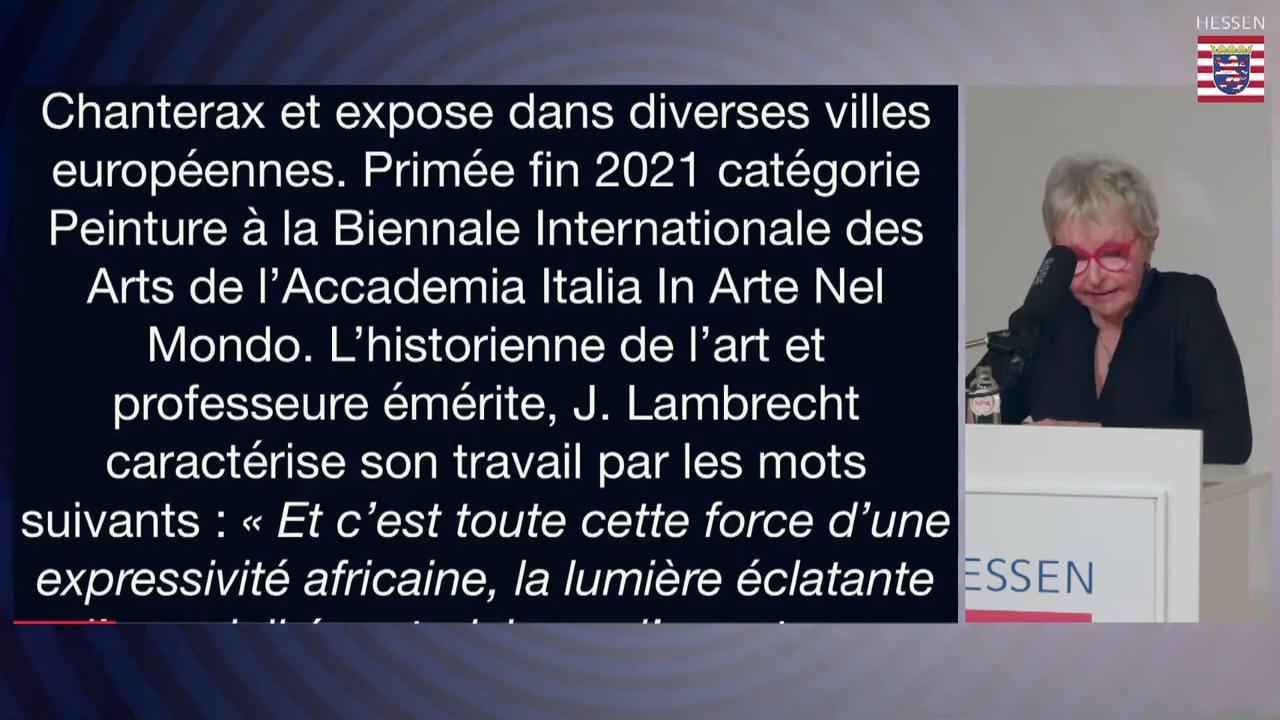 HESSEN
Chanterax et expose dans diverses villes
européennes. Primée fin 2021 catégorie
Peinture à la Biennale Internationale des
Arts de l’Accademia Italia In Arte Nel
Mondo. L’historienne de l’art et
professeure émérite, J. Lambrecht
caractérise son travail par les mots
suivants : « Et c’est toute cette force d’une
expressivité africaine, la lumière éclatante
RODE
SPA
ESSEN